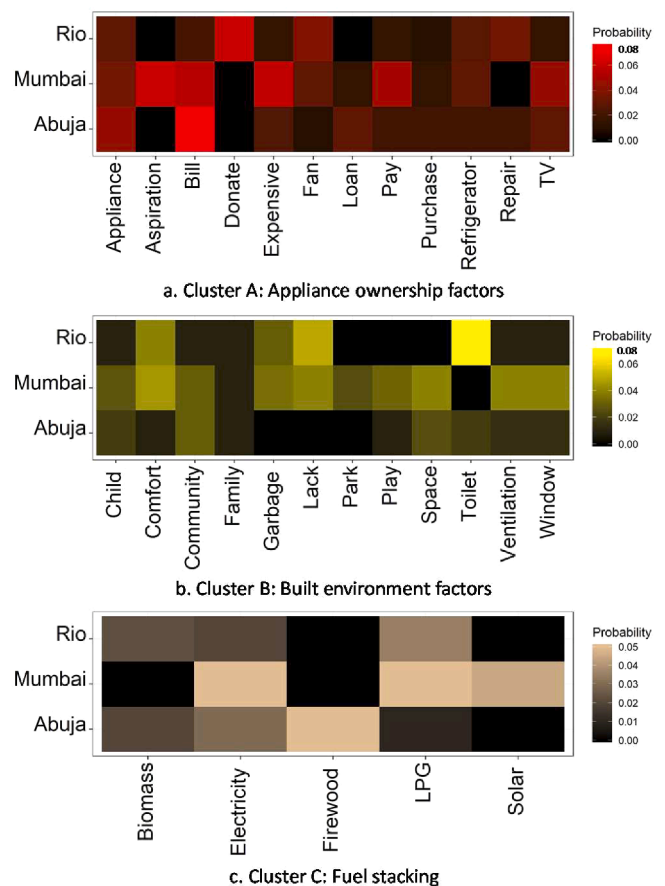 Rio
Mumbai
Abuja
Probability
0.08
0.06
0.04
0.02
0.00
Appliance
Aspiration
Bill
Donate
Expensive
Fan
Loan
Pay
Purchase
Refrigerator
Repair
TV
a. Cluster A: Appliance ownership factors
Rio
Mumbai
Abuja
Probability
0.08
0.06
0.04
0.02
0.00
Child
Comfort
Community
Family
Garbage
Lack
Park
Play
Space
Toilet
Ventilation
Window
b. Cluster B: Built environment factors
Rio
Mumbai
Abuja
Probability
0.05
0.04
0.03
0.02
0.01
0.00
Biomass
Electricity
Firewood
LPG
Solar
c. Cluster C: Fuel stacking